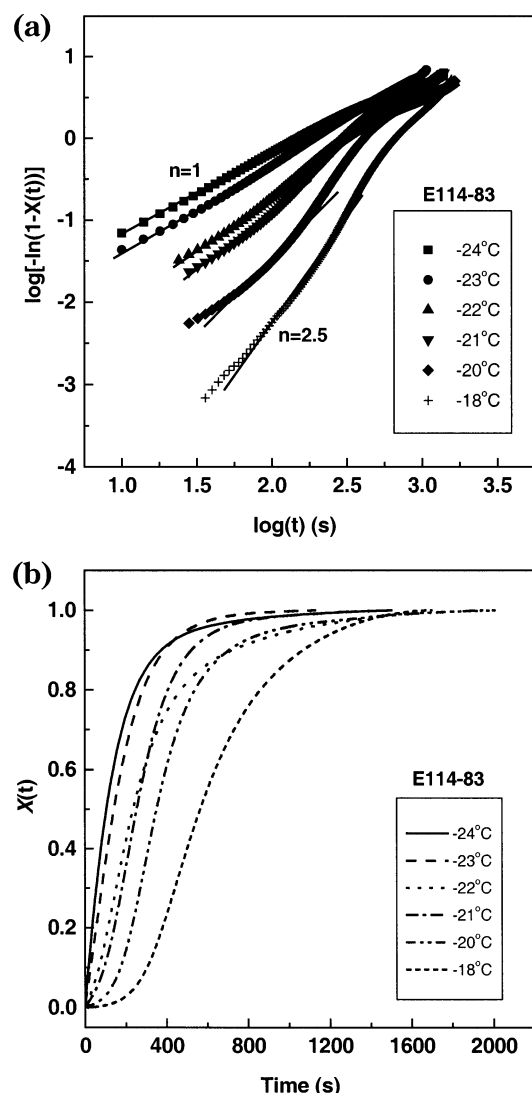 (a)
1
0
-1
-2
-3
-4
log[-ln(1-X(t))]
n=1
n=2.5
E114-83
-24°C
-23°C
-22°C
-21°C
-20°C
-18°C
1.0 1.5 2.0 2.5 3.0 3.5
log(t) (s)
(b)
1.0
0.8
0.6
0.4
0.2
0.0
X(t)
E114-83
-24°C
-23°C
-22°C
-21°C
-20°C
-18°C
0 400 800 1200 1600 2000
Time (s)